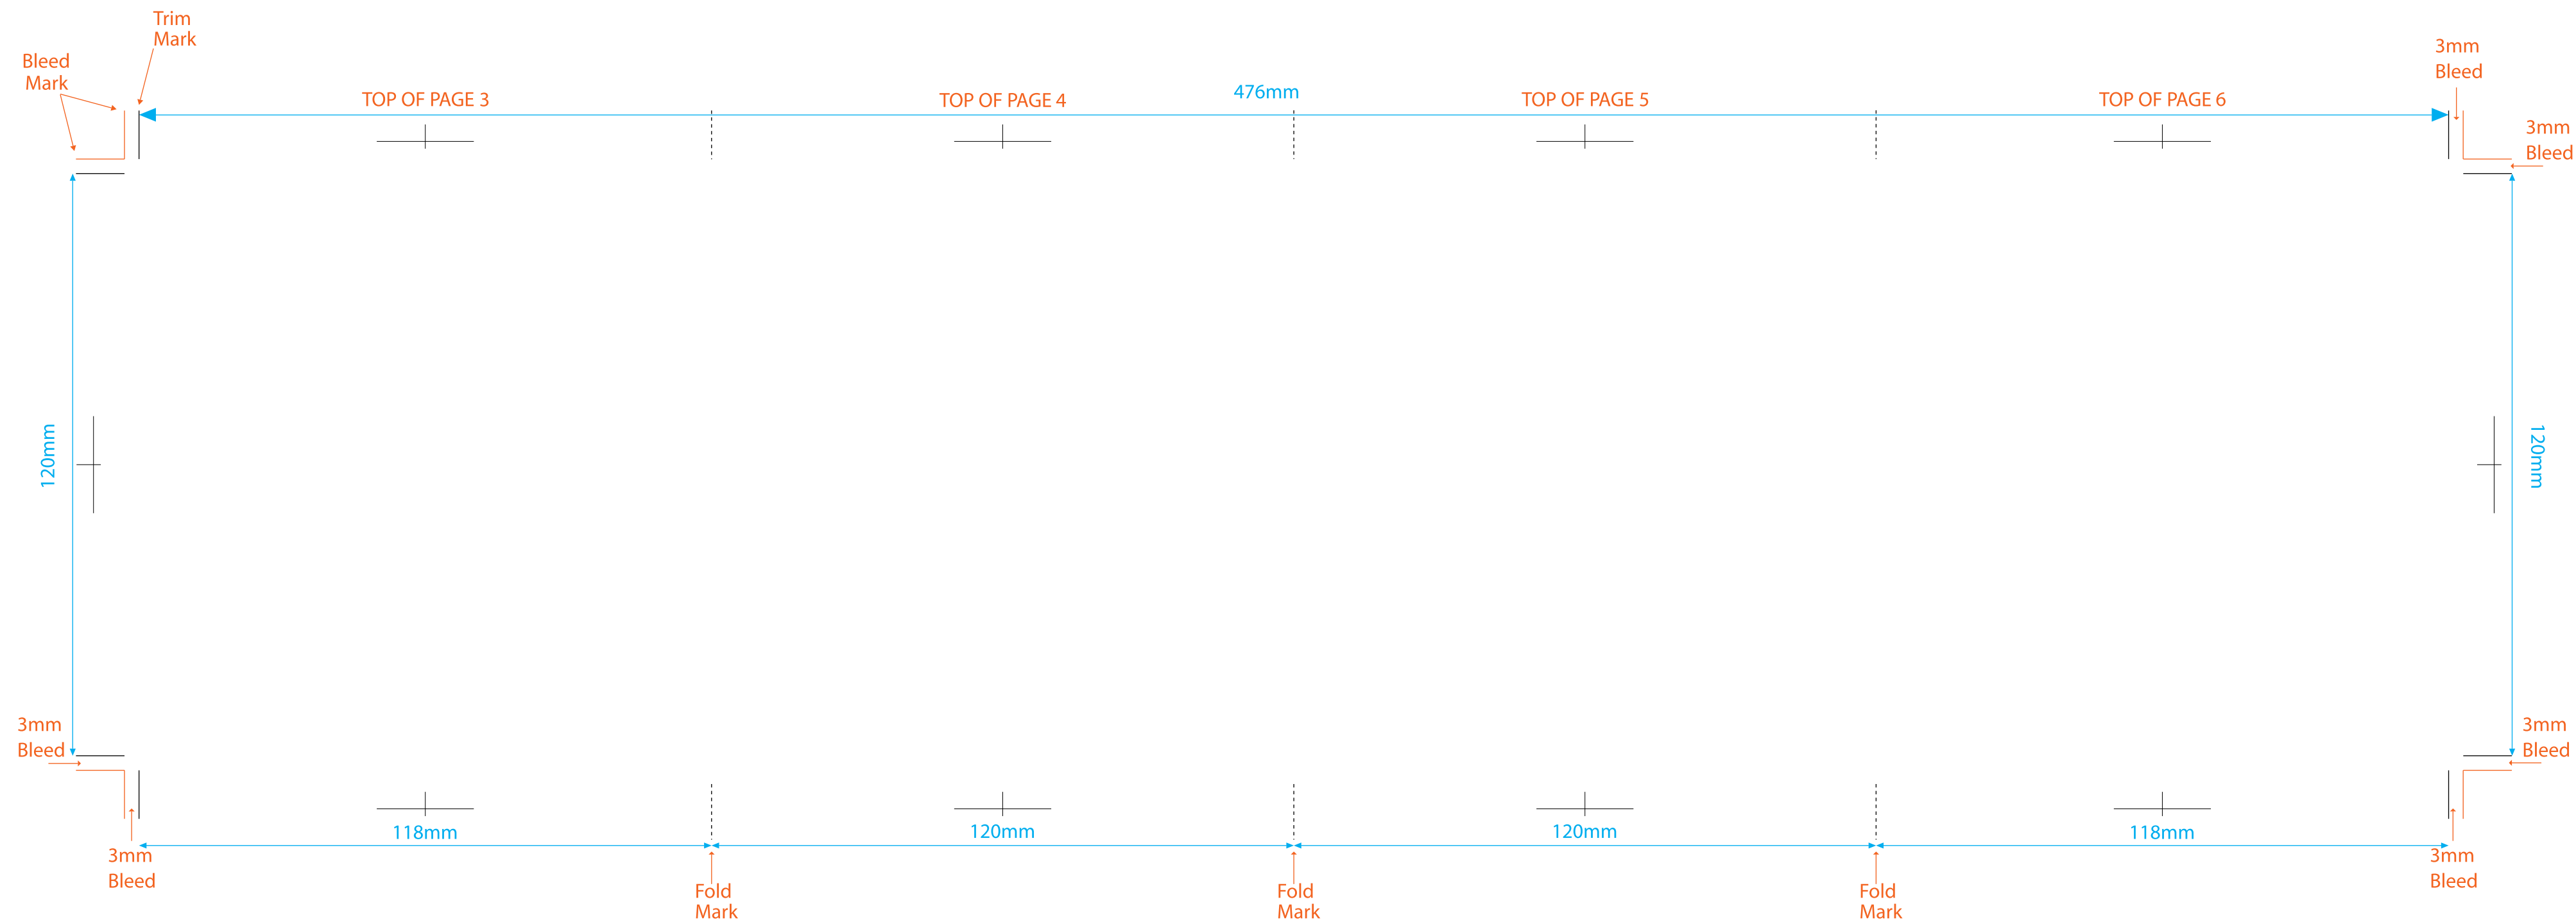 Trim
Mark
Bleed
Mark
3mm
Bleed
TOP OF PAGE 3
TOP OF PAGE 4
476mm
TOP OF PAGE 5
TOP OF PAGE 6
3mm
Bleed
120mm
120mm
3mm
Bleed
3mm
Bleed
118mm
120mm
120mm
118mm
3mm
Bleed
3mm
Bleed
Fold
Mark
Fold
Mark
Fold
Mark